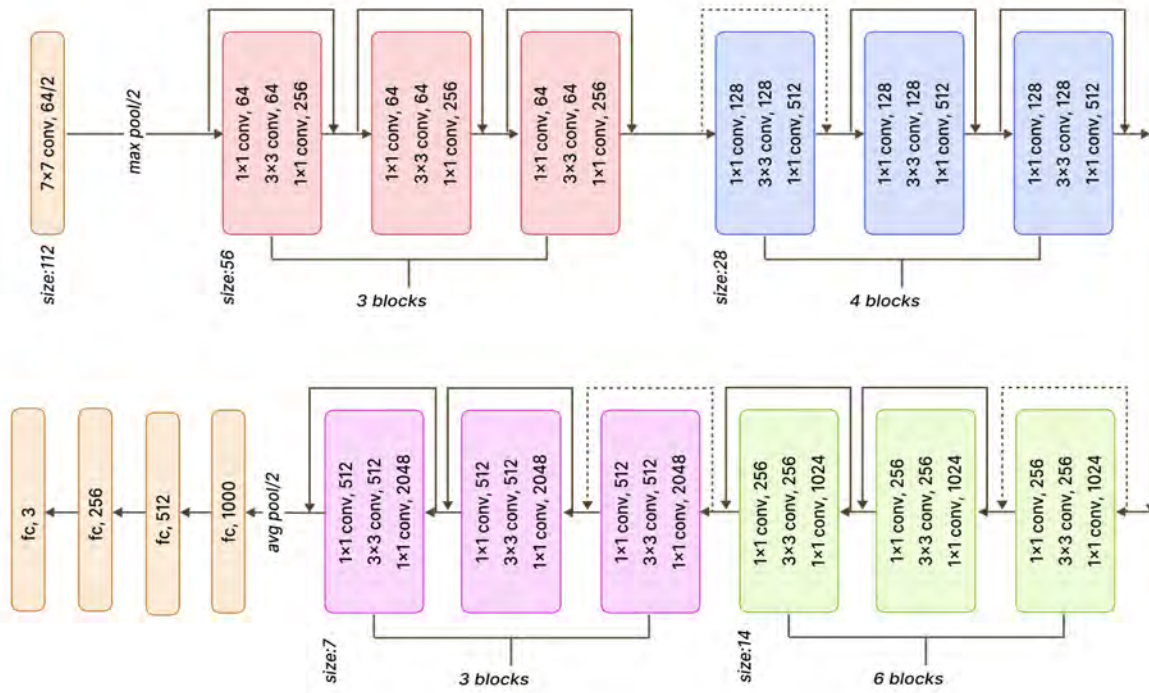 7×7 conv, 64/2
size:112
max pool/2
1×1 conv, 64
3×3 conv, 64
1×1 conv, 256
1×1 conv, 64
3×3 conv, 64
1×1 conv, 256
1×1 conv, 64
3×3 conv, 64
1×1 conv, 256
size:56
3 blocks
1×1 conv, 128
3×3 conv, 128
1×1 conv, 512
1×1 conv, 128
3×3 conv, 128
1×1 conv, 512
1×1 conv, 128
3×3 conv, 128
1×1 conv, 512
size:28
4 blocks
fc, 3
fc, 256
fc, 512
fc, 1000
avg pool/2
1×1 conv, 512
3×3 conv, 512
1×1 conv, 2048
1×1 conv, 512
3×3 conv, 512
1×1 conv, 2048
1×1 conv, 512
3×3 conv, 512
1×1 conv, 2048
size:7
3 blocks
1×1 conv, 256
3×3 conv, 256
1×1 conv, 1024
1×1 conv, 256
3×3 conv, 256
1×1 conv, 1024
1×1 conv, 256
3×3 conv, 256
1×1 conv, 1024
size:14
6 blocks